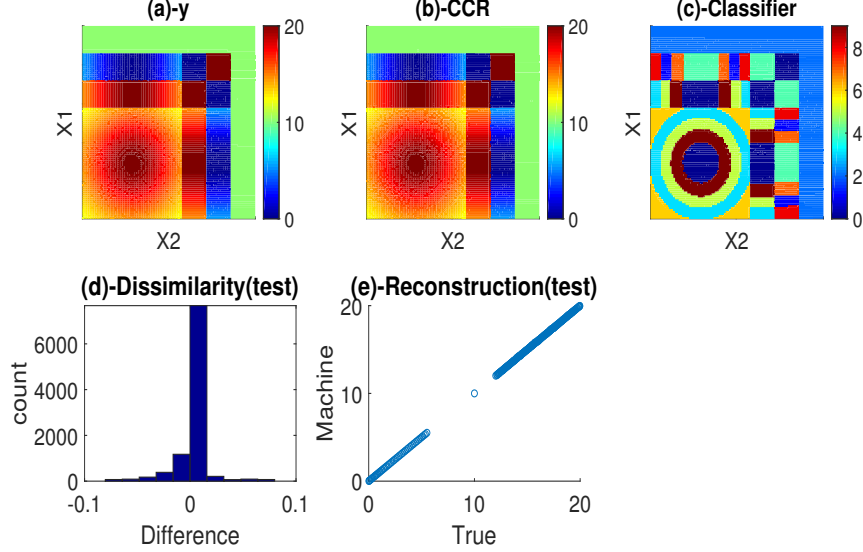 (a)-y
(b)-CCR
(c)-Classifier
20
10
0
X1
X2
20
10
0
X1
X2
8
6
4
2
0
X1
X2
(d)-Dissimilarity(test)
(e)-Reconstruction(test)
6000
4000
2000
0
count
-0.1
0
0.1
Difference
20
10
0
Machine
0
10
20
True